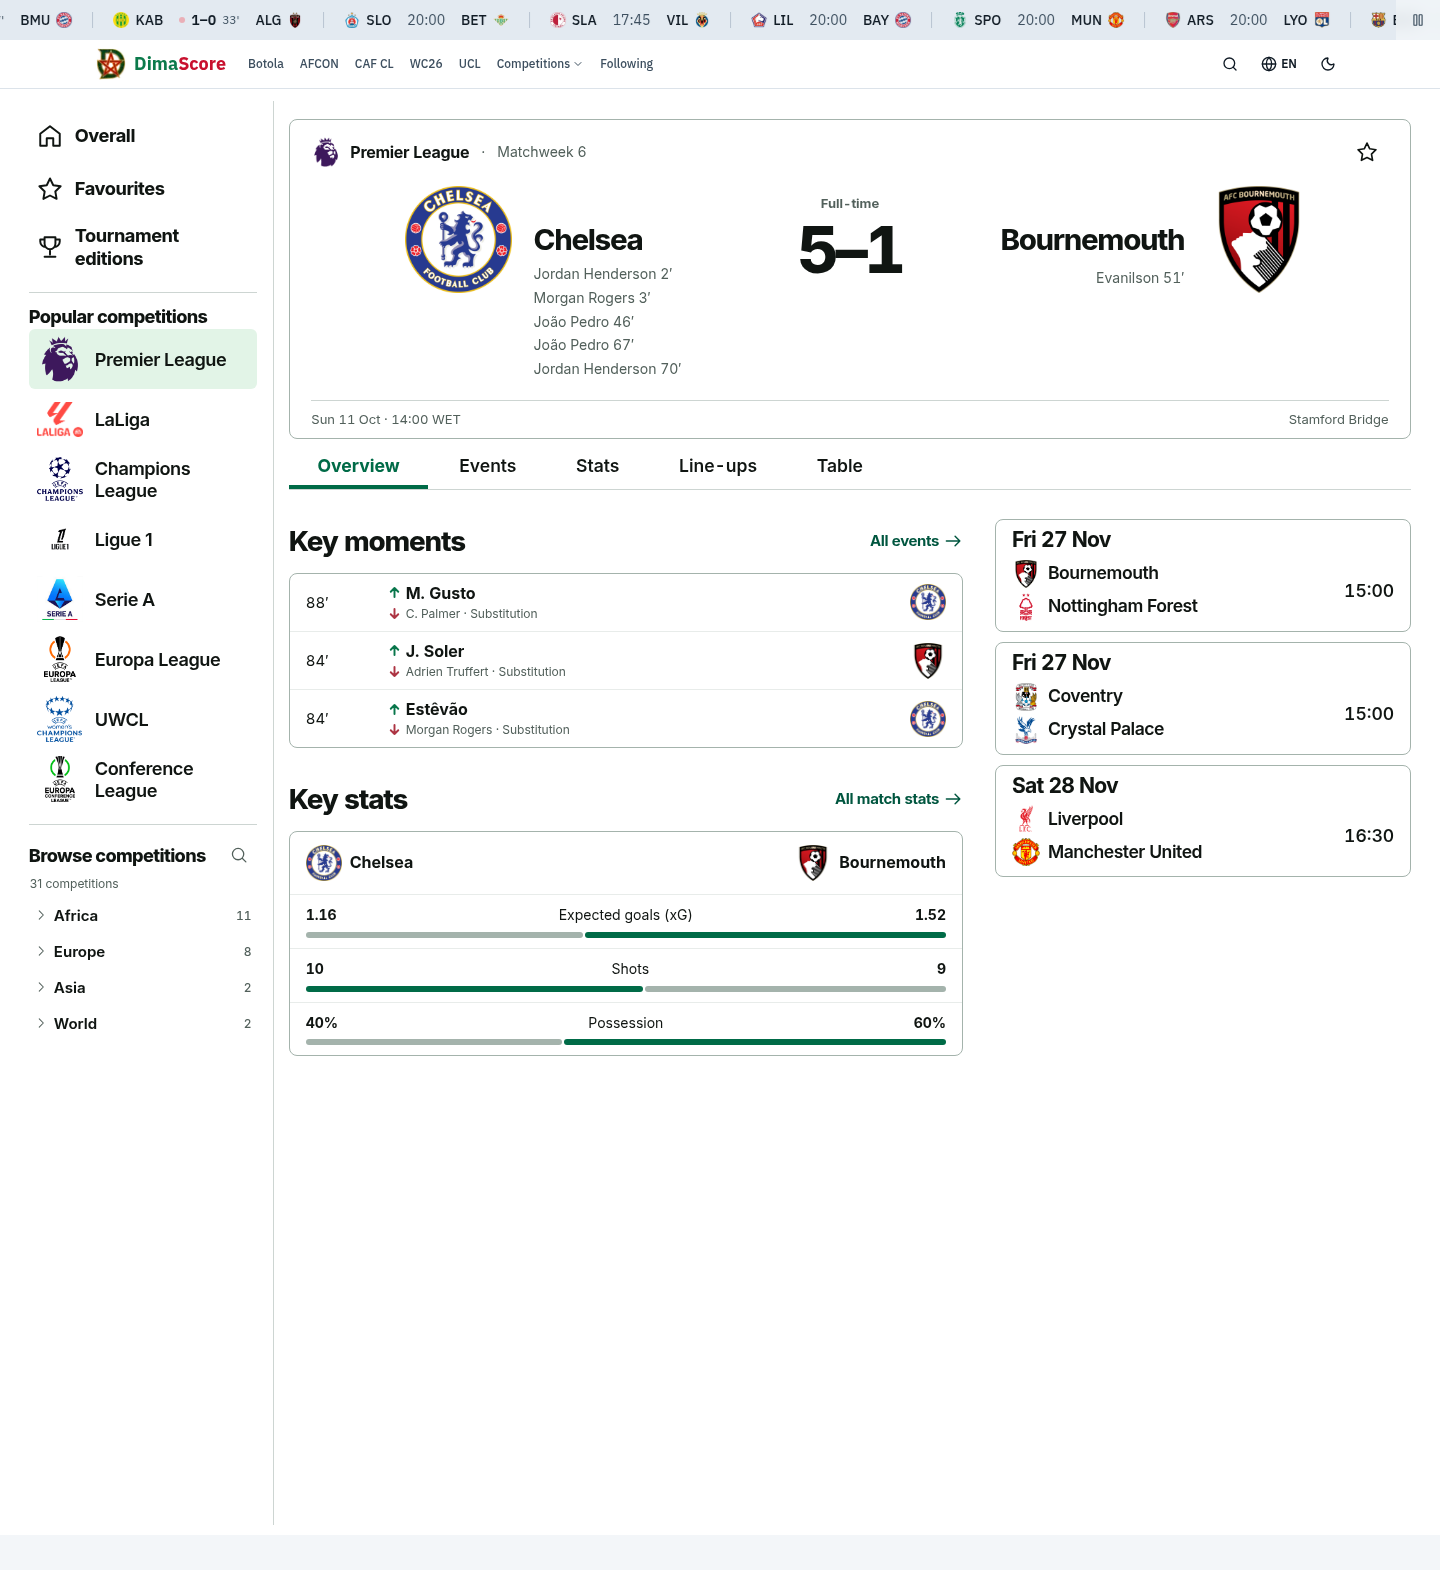 BMU
KAB 1–0 33' ALG
SLO 20:00 BET
SLA 17:45 VIL
LIL 20:00 BAY
SPO 20:00 MUN
ARS 20:00 LYO
DimaScore
Botola AFCON CAF CL WC26 UCL Competitions Following
EN
Overall
Favourites
Tournament
editions
Popular competitions
Premier League
LaLiga
Champions
League
Ligue 1
Serie A
Europa League
UWCL
Conference
League
Browse competitions
31 competitions
Africa 11
Europe 8
Asia 2
World 2
Premier League · Matchweek 6
CHELSEA
FOOTBALL CLUB
Chelsea
Jordan Henderson 2′
Morgan Rogers 3′
João Pedro 46′
João Pedro 67′
Jordan Henderson 70′
Full-time
5–1
Bournemouth
Evanilson 51′
AFC BOURNEMOUTH
Sun 11 Oct · 14:00 WET
Stamford Bridge
Overview Events Stats Line-ups Table
Key moments
All events
88′
M. Gusto
C. Palmer · Substitution
84′
J. Soler
Adrien Truffert · Substitution
84′
Estêvão
Morgan Rogers · Substitution
Key stats
All match stats
Chelsea Bournemouth
1.16 Expected goals (xG) 1.52
10 Shots 9
40% Possession 60%
Fri 27 Nov
Bournemouth
Nottingham Forest
15:00
Fri 27 Nov
Coventry
Crystal Palace
15:00
Sat 28 Nov
Liverpool
Manchester United
16:30